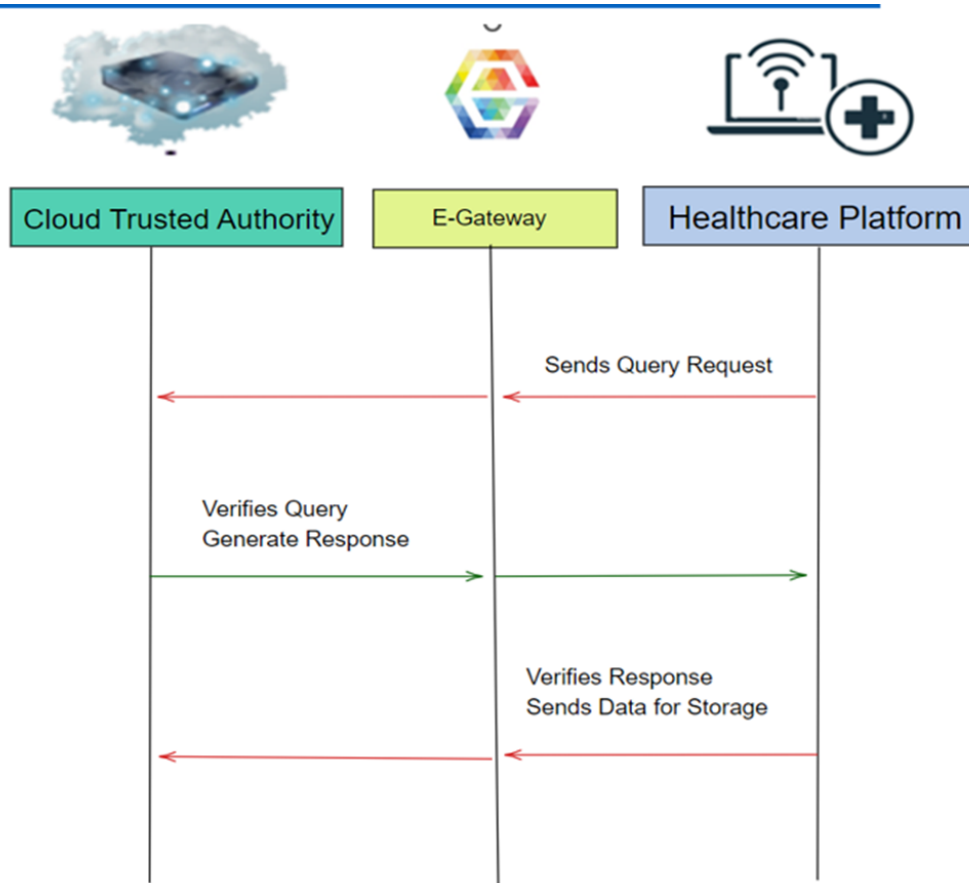 Cloud Trusted Authority
E-Gateway
Healthcare Platform
Sends Query Request
Verifies Query
Generate Response
Verifies Response
Sends Data for Storage